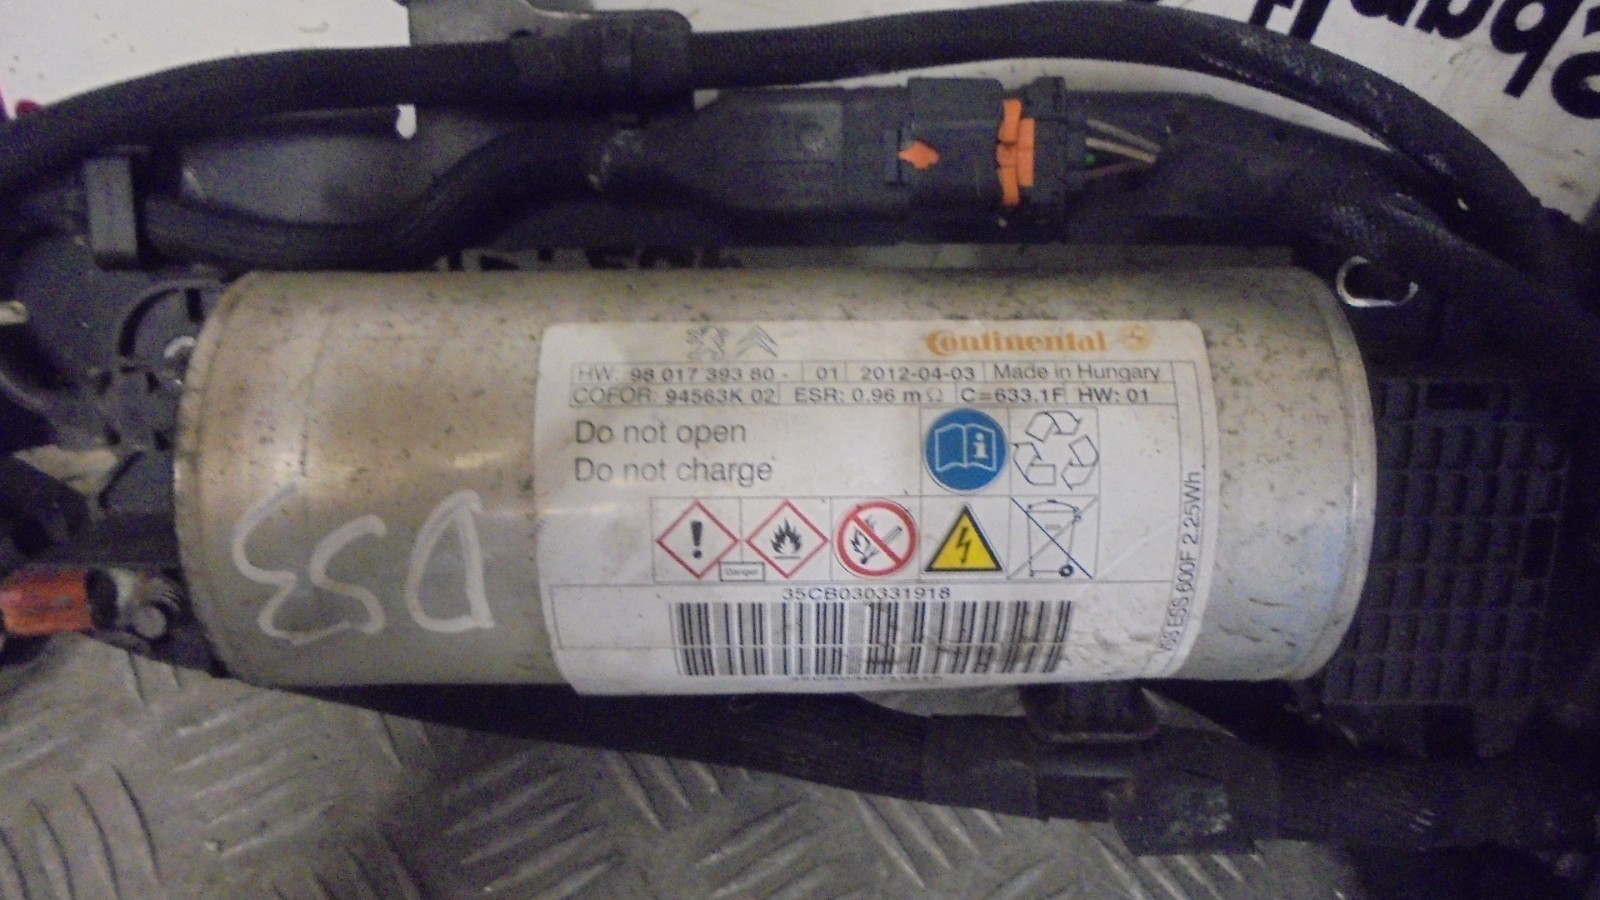 Continental
HW: 98 017 393 80 - 01 2012-04-03 Made in Hungary
COFOR: 94563K 02 ESR: 0,96 mΩ C=633.1F HW: 01
Do not open
Do not charge
Danger
35CB030331918
ESS 600F 2.25Wh
DS3